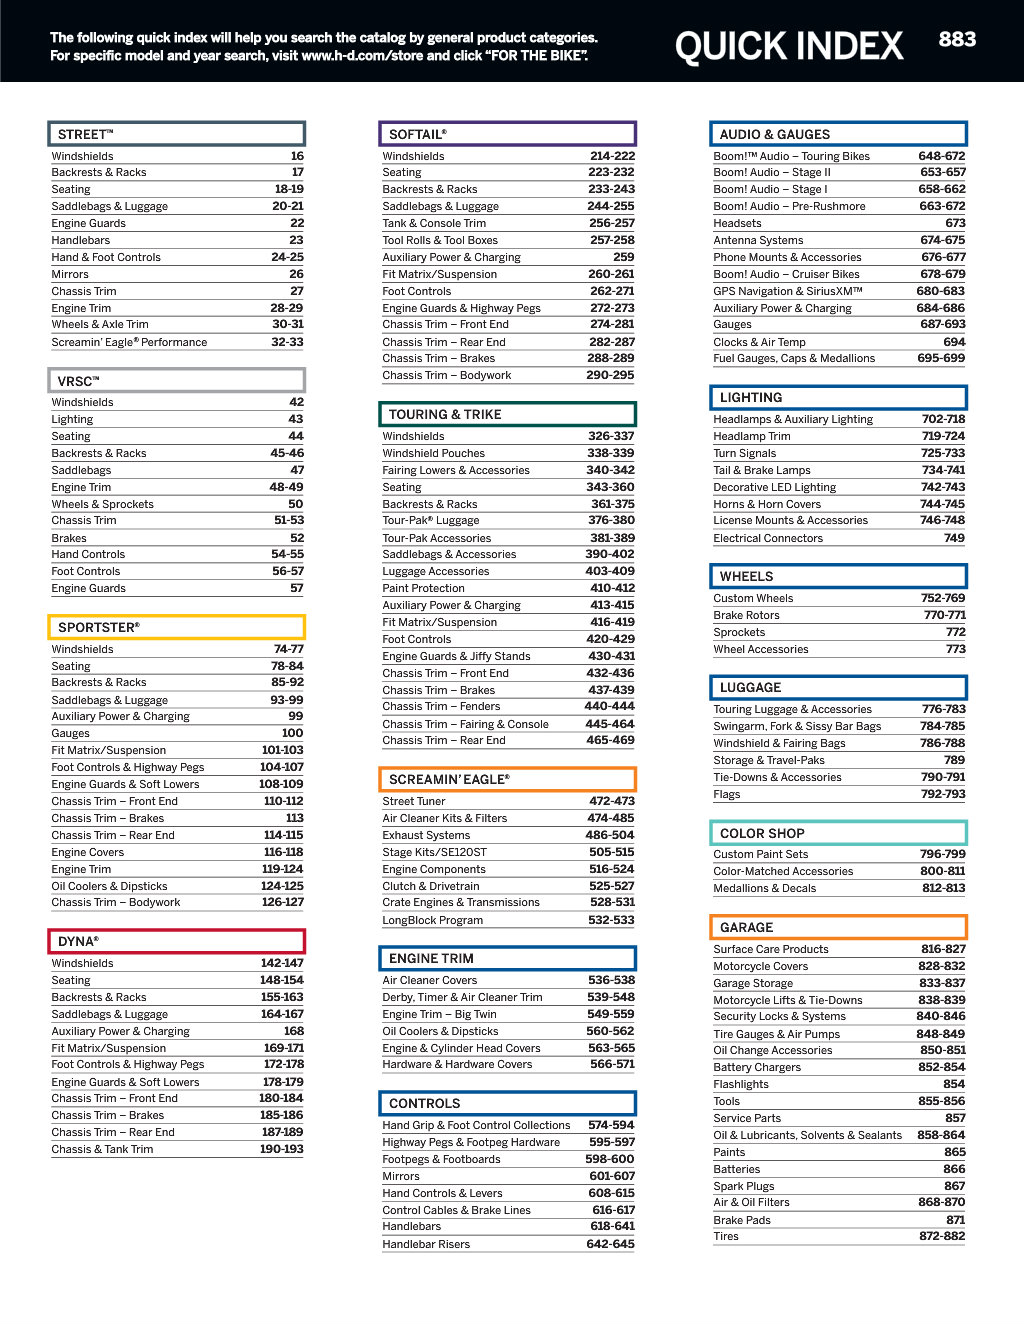 The following quick index will help you search the catalog by general product categories.
For specific model and year search, visit www.h-d.com/store and click “FOR THE BIKE”.
QUICK INDEX 883
STREET™
Windshields 16
Backrests & Racks 17
Seating 18-19
Saddlebags & Luggage 20-21
Engine Guards 22
Handlebars 23
Hand & Foot Controls 24-25
Mirrors 26
Chassis Trim 27
Engine Trim 28-29
Wheels & Axle Trim 30-31
Screamin’ Eagle® Performance 32-33
VRSC™
Windshields 42
Lighting 43
Seating 44
Backrests & Racks 45-46
Saddlebags 47
Engine Trim 48-49
Wheels & Sprockets 50
Chassis Trim 51-53
Brakes 52
Hand Controls 54-55
Foot Controls 56-57
Engine Guards 57
SPORTSTER®
Windshields 74-77
Seating 78-84
Backrests & Racks 85-92
Saddlebags & Luggage 93-99
Auxiliary Power & Charging 99
Gauges 100
Fit Matrix/Suspension 101-103
Foot Controls & Highway Pegs 104-107
Engine Guards & Soft Lowers 108-109
Chassis Trim – Front End 110-112
Chassis Trim – Brakes 113
Chassis Trim – Rear End 114-115
Engine Covers 116-118
Engine Trim 119-124
Oil Coolers & Dipsticks 124-125
Chassis Trim – Bodywork 126-127
DYNA®
Windshields 142-147
Seating 148-154
Backrests & Racks 155-163
Saddlebags & Luggage 164-167
Auxiliary Power & Charging 168
Fit Matrix/Suspension 169-171
Foot Controls & Highway Pegs 172-178
Engine Guards & Soft Lowers 178-179
Chassis Trim – Front End 180-184
Chassis Trim – Brakes 185-186
Chassis Trim – Rear End 187-189
Chassis & Tank Trim 190-193
SOFTAIL®
Windshields 214-222
Seating 223-232
Backrests & Racks 233-243
Saddlebags & Luggage 244-255
Tank & Console Trim 256-257
Tool Rolls & Tool Boxes 257-258
Auxiliary Power & Charging 259
Fit Matrix/Suspension 260-261
Foot Controls 262-271
Engine Guards & Highway Pegs 272-273
Chassis Trim – Front End 274-281
Chassis Trim – Rear End 282-287
Chassis Trim – Brakes 288-289
Chassis Trim – Bodywork 290-295
TOURING & TRIKE
Windshields 326-337
Windshield Pouches 338-339
Fairing Lowers & Accessories 340-342
Seating 343-360
Backrests & Racks 361-375
Tour-Pak® Luggage 376-380
Tour-Pak Accessories 381-389
Saddlebags & Accessories 390-402
Luggage Accessories 403-409
Paint Protection 410-412
Auxiliary Power & Charging 413-415
Fit Matrix/Suspension 416-419
Foot Controls 420-429
Engine Guards & Jiffy Stands 430-431
Chassis Trim – Front End 432-436
Chassis Trim – Brakes 437-439
Chassis Trim – Fenders 440-444
Chassis Trim – Fairing & Console 445-464
Chassis Trim – Rear End 465-469
SCREAMIN’ EAGLE®
Street Tuner 472-473
Air Cleaner Kits & Filters 474-485
Exhaust Systems 486-504
Stage Kits/SE120ST 505-515
Engine Components 516-524
Clutch & Drivetrain 525-527
Crate Engines & Transmissions 528-531
LongBlock Program 532-533
ENGINE TRIM
Air Cleaner Covers 536-538
Derby, Timer & Air Cleaner Trim 539-548
Engine Trim – Big Twin 549-559
Oil Coolers & Dipsticks 560-562
Engine & Cylinder Head Covers 563-565
Hardware & Hardware Covers 566-571
CONTROLS
Hand Grip & Foot Control Collections 574-594
Highway Pegs & Footpeg Hardware 595-597
Footpegs & Footboards 598-600
Mirrors 601-607
Hand Controls & Levers 608-615
Control Cables & Brake Lines 616-617
Handlebars 618-641
Handlebar Risers 642-645
AUDIO & GAUGES
Boom!™ Audio – Touring Bikes 648-672
Boom! Audio – Stage II 653-657
Boom! Audio – Stage I 658-662
Boom! Audio – Pre-Rushmore 663-672
Headsets 673
Antenna Systems 674-675
Phone Mounts & Accessories 676-677
Boom! Audio – Cruiser Bikes 678-679
GPS Navigation & SiriusXM™ 680-683
Auxiliary Power & Charging 684-686
Gauges 687-693
Clocks & Air Temp 694
Fuel Gauges, Caps & Medallions 695-699
LIGHTING
Headlamps & Auxiliary Lighting 702-718
Headlamp Trim 719-724
Turn Signals 725-733
Tail & Brake Lamps 734-741
Decorative LED Lighting 742-743
Horns & Horn Covers 744-745
License Mounts & Accessories 746-748
Electrical Connectors 749
WHEELS
Custom Wheels 752-769
Brake Rotors 770-771
Sprockets 772
Wheel Accessories 773
LUGGAGE
Touring Luggage & Accessories 776-783
Swingarm, Fork & Sissy Bar Bags 784-785
Windshield & Fairing Bags 786-788
Storage & Travel-Paks 789
Tie-Downs & Accessories 790-791
Flags 792-793
COLOR SHOP
Custom Paint Sets 796-799
Color-Matched Accessories 800-811
Medallions & Decals 812-813
GARAGE
Surface Care Products 816-827
Motorcycle Covers 828-832
Garage Storage 833-837
Motorcycle Lifts & Tie-Downs 838-839
Security Locks & Systems 840-846
Tire Gauges & Air Pumps 848-849
Oil Change Accessories 850-851
Battery Chargers 852-854
Flashlights 854
Tools 855-856
Service Parts 857
Oil & Lubricants, Solvents & Sealants 858-864
Paints 865
Batteries 866
Spark Plugs 867
Air & Oil Filters 868-870
Brake Pads 871
Tires 872-882